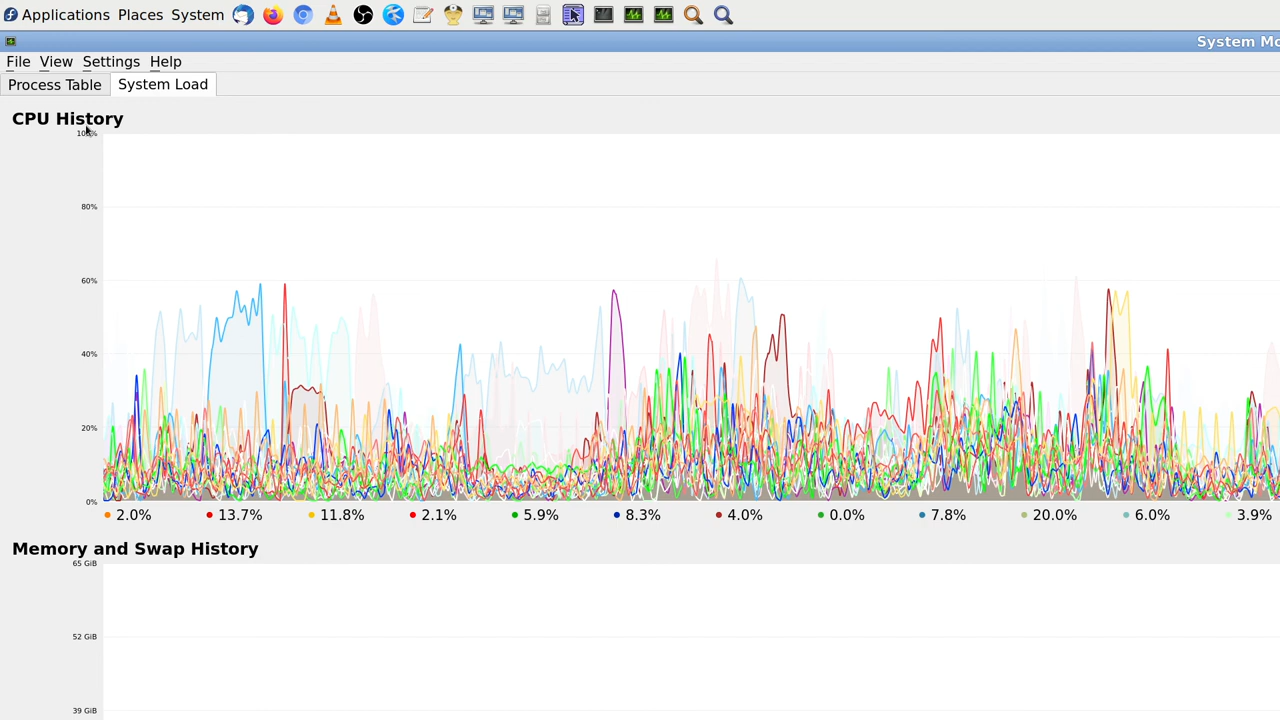 Applications Places System
System Mo
File View Settings Help
Process Table System Load
CPU History
100%
80%
60%
40%
20%
0%
2.0% 13.7% 11.8% 2.1% 5.9% 8.3% 4.0% 0.0% 7.8% 20.0% 6.0% 3.9%
Memory and Swap History
65 GiB
52 GiB
39 GiB